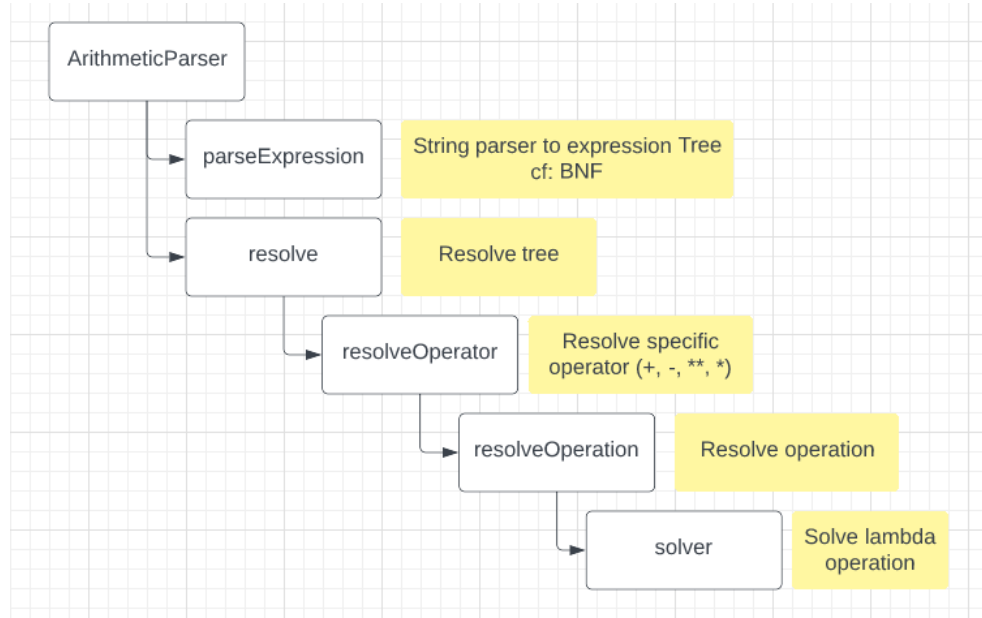 ArithmeticParser
parseExpression
String parser to expression Tree
cf: BNF
resolve
Resolve tree
resolveOperator
Resolve specific
operator (+, -, **, *)
resolveOperation
Resolve operation
solver
Solve lambda
operation